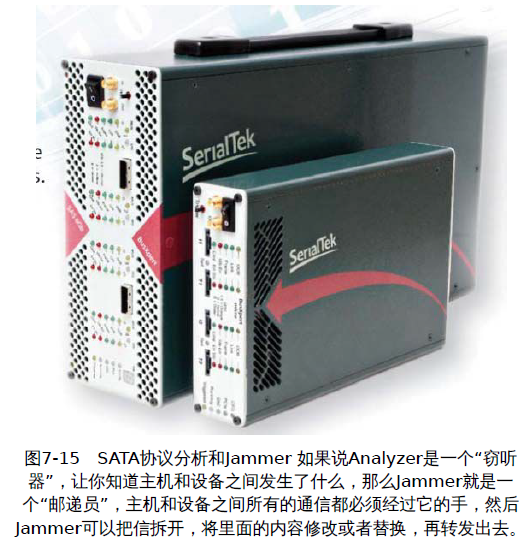 e
s.
SerialTek
SerialTek
BusXpert
图7-15 SATA协议分析和Jammer 如果说Analyzer是一个“窃听
器”，让你知道主机和设备之间发生了什么，那么Jammer就是一
个“邮递员”，主机和设备之间所有的通信都必须经过它的手，然后
Jammer可以把信拆开，将里面的内容修改或者替换，再转发出去。